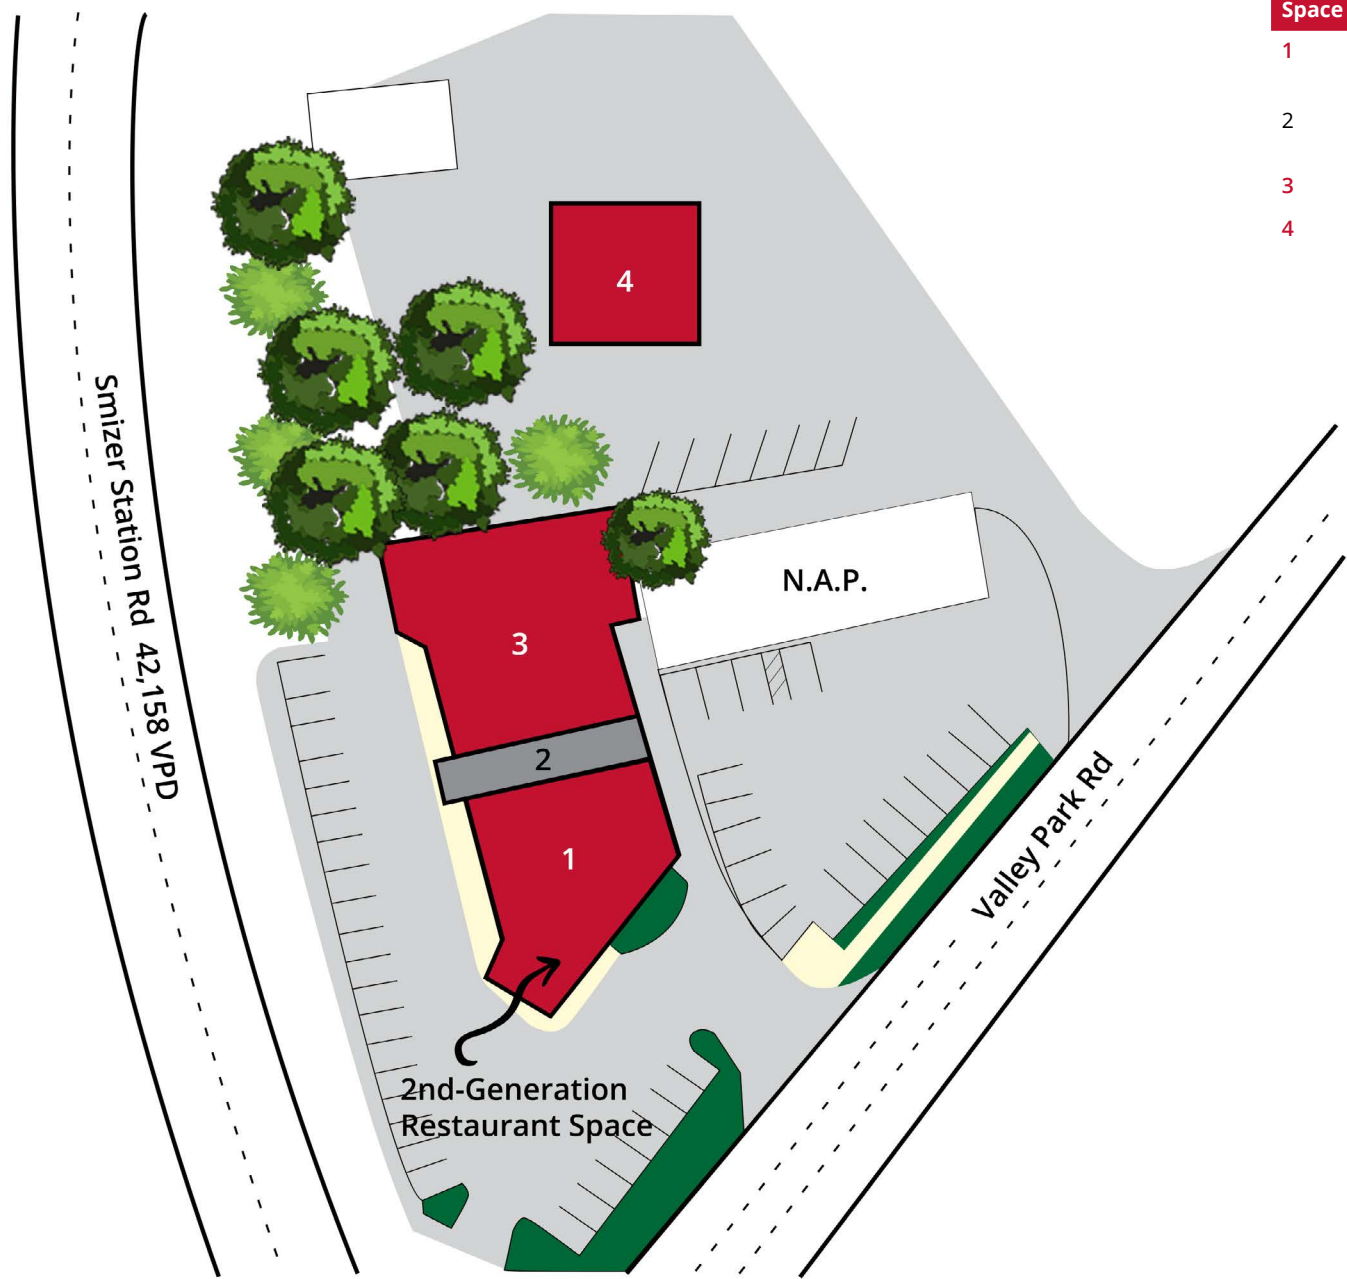 Space
1
2
3
4
4
Smizer Station Rd 42,158 VPD
N.A.P.
3
2
1
Valley Park Rd
2nd-Generation
Restaurant Space